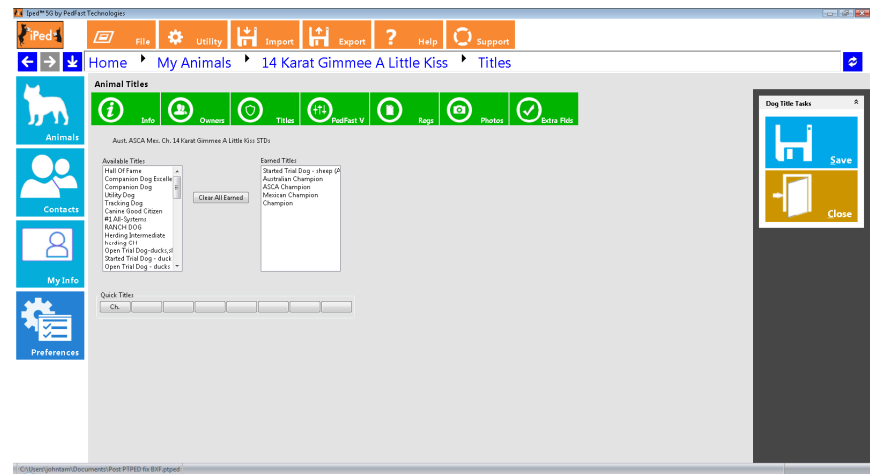 Iped™ 5G by PedFast Technologies
iPed
File
Utility
Import
Export
?
Help
Support
Home
My Animals
14 Karat Gimmee A Little Kiss
Titles
Animals
Contacts
My Info
Preferences
Animal Titles
Info
Owners
Titles
PedFast V
Regs
Photos
Extra Flds
Aust. ASCA Mex. Ch. 14 Karat Gimmee A Little Kiss STDs
Available Titles
Hall Of Fame
Companion Dog Excelle
Companion Dog
Utility Dog
Tracking Dog
Canine Good Citizen
#1 All-Systems
RANCH DOG
Herding Intermediate
Open Trial Dog-ducks,sl
Started Trial Dog - duck
Open Trial Dog - ducks
Clear All Earned
Earned Titles
Started Trial Dog - sheep (A
Australian Champion
ASCA Champion
Mexican Champion
Champion
Quick Titles
Ch.
Dog Title Tasks
Save
Close
C:\Users\johntam\Documents\Post PTPED fix BXF.ptped